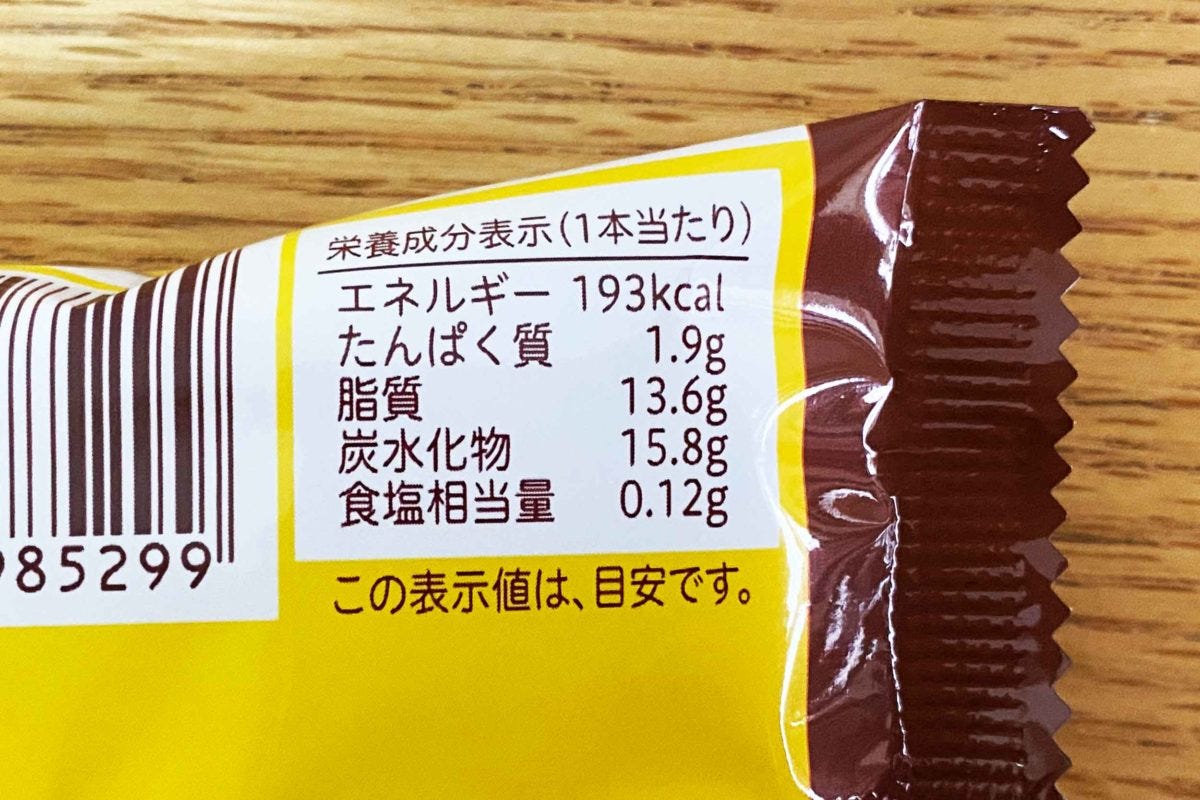 栄養成分表示(1本当たり)
エネルギー 193kcal
たんぱく質 1.9g
脂質 13.6g
炭水化物 15.8g
食塩相当量 0.12g
この表示値は、目安です。
985299